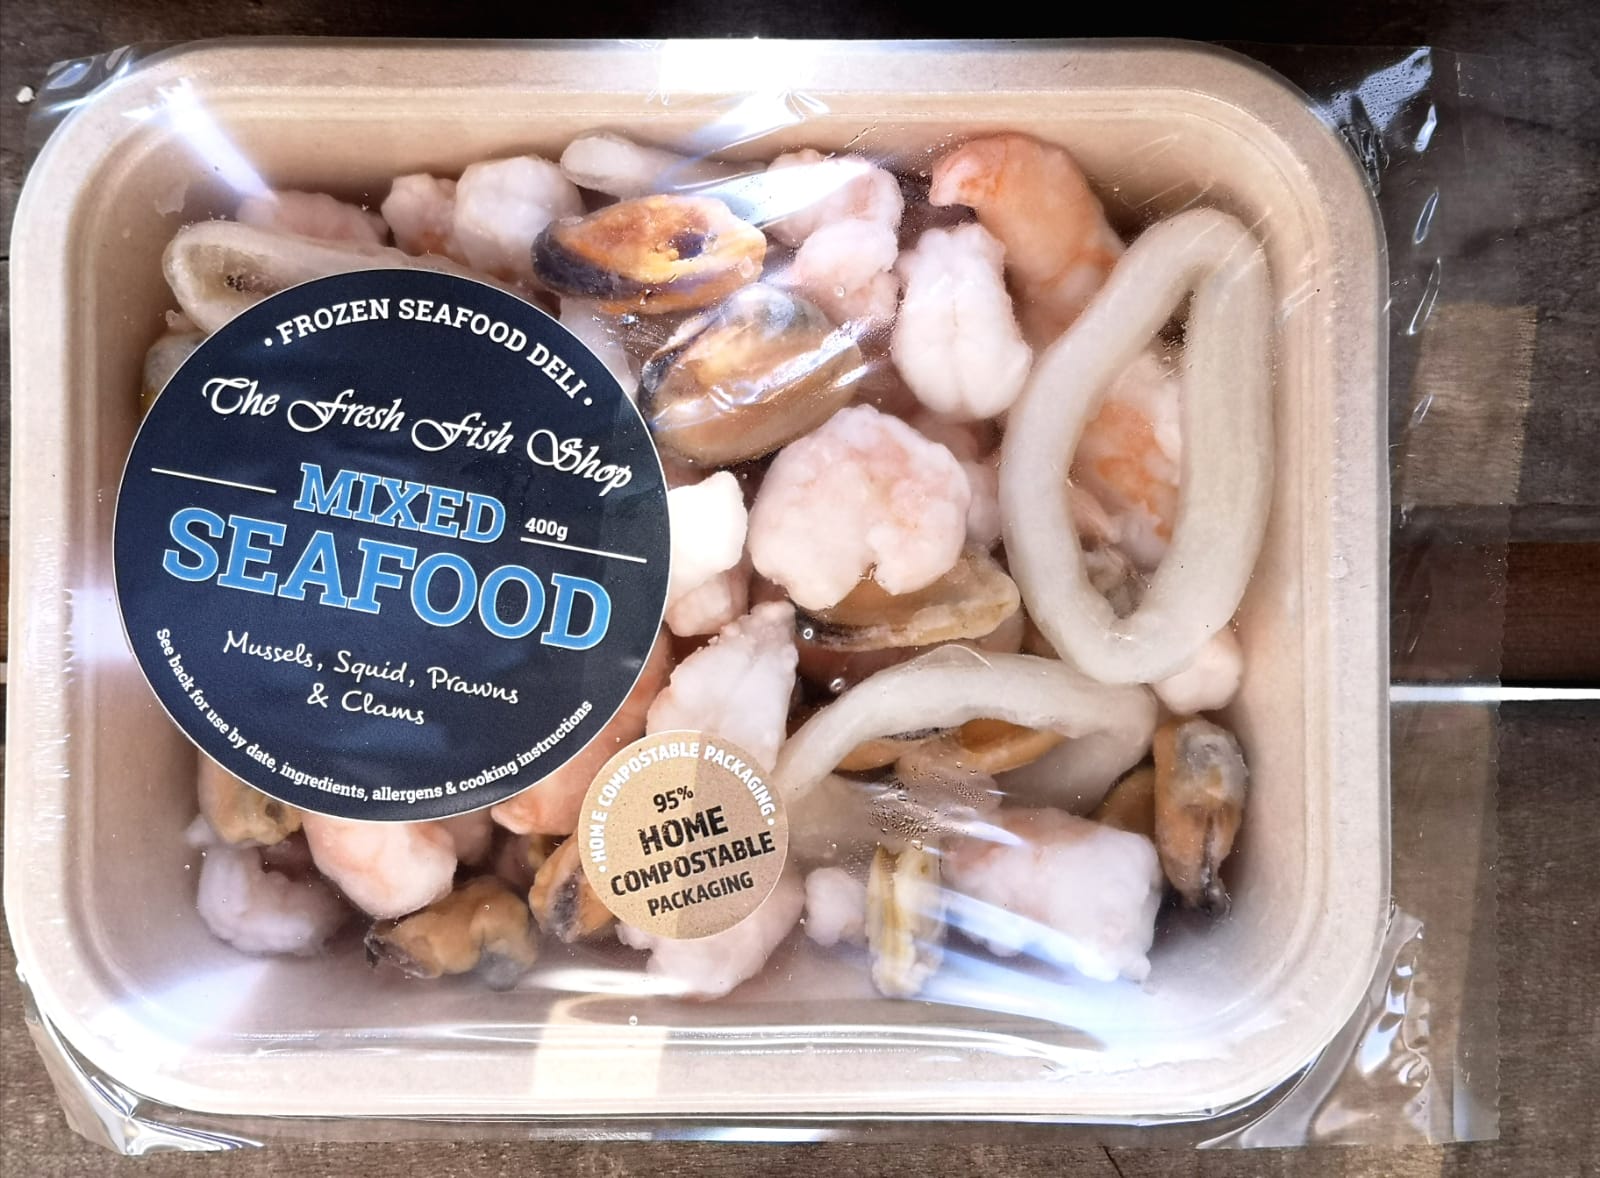 • FROZEN SEAFOOD DELI •
The Fresh Fish Shop
MIXED
400g
SEAFOOD
Mussels, Squid, Prawns
& Clams
See back for use by date, ingredients, allergens & cooking instructions
• HOME COMPOSTABLE PACKAGING •
95%
HOME
COMPOSTABLE
PACKAGING